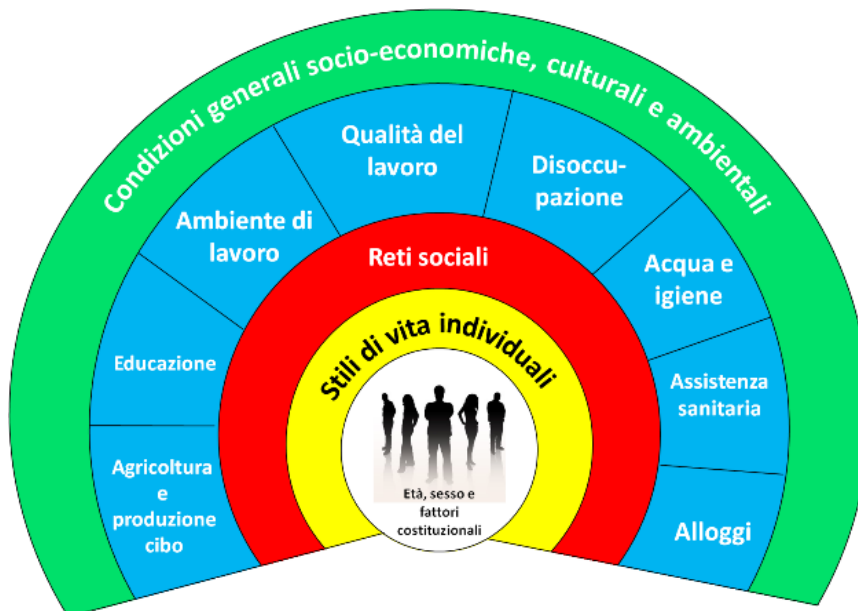 Condizioni generali socio-economiche, culturali e ambientali
Qualità del
lavoro
Disoccu-
pazione
Ambiente di
lavoro
Acqua e
igiene
Educazione
Assistenza
sanitaria
Agricoltura
e
produzione
cibo
Alloggi
Reti sociali
Stili di vita individuali
Età, sesso e
fattori
costituzionali